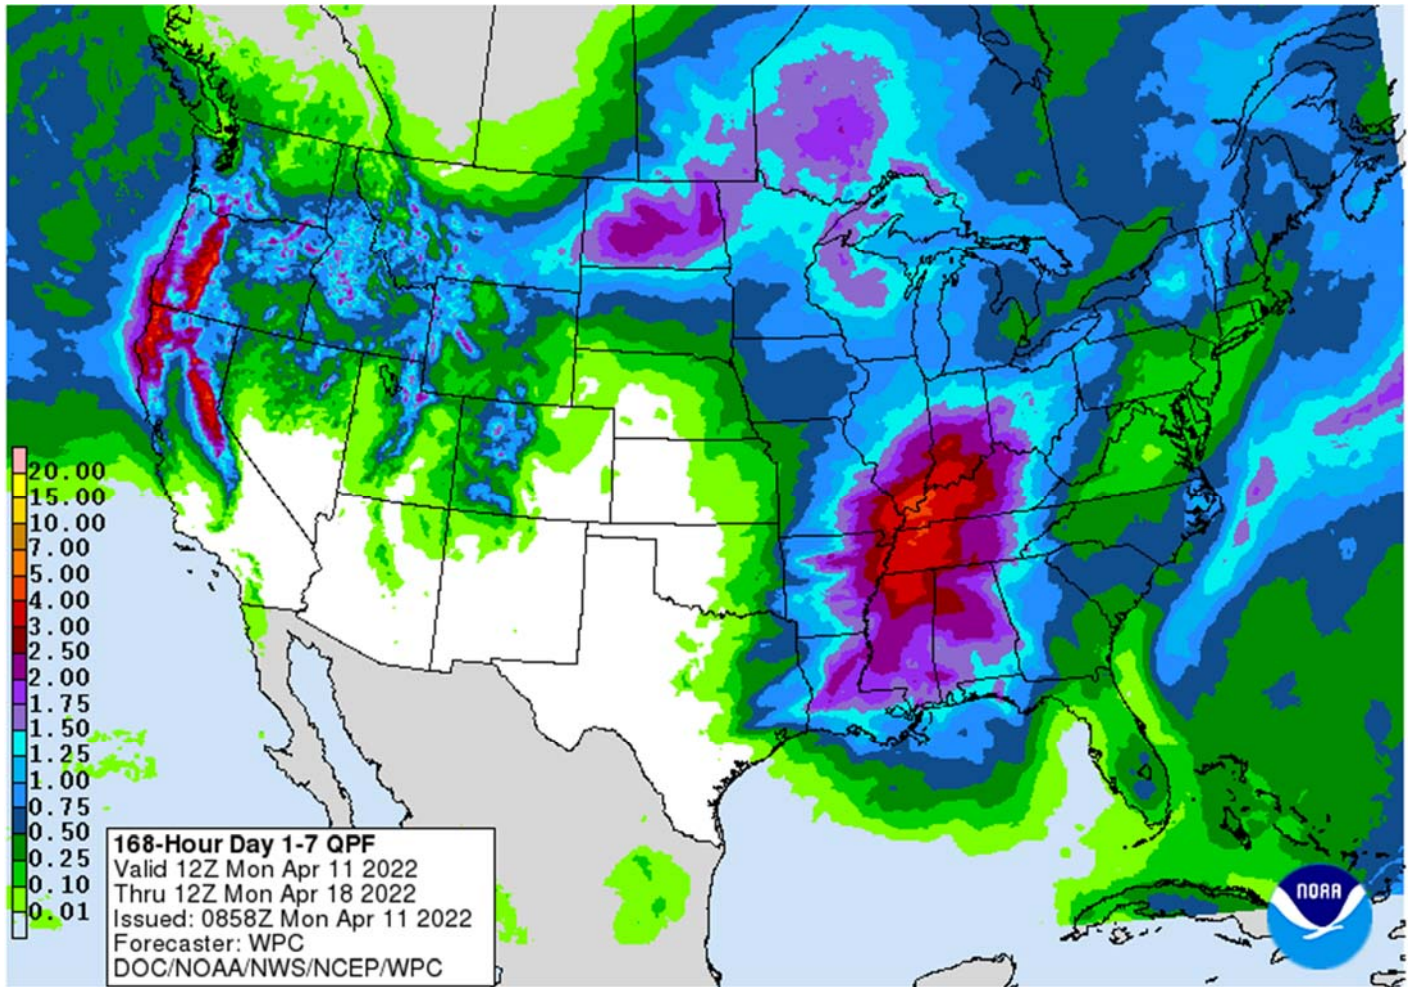 20.00
15.00
10.00
7.00
5.00
4.00
3.00
2.50
2.00
1.75
1.50
1.25
1.00
0.75
0.50
0.25
0.10
0.01
168-Hour Day 1-7 QPF
Valid 12Z Mon Apr 11 2022
Thru 12Z Mon Apr 18 2022
Issued: 0858Z Mon Apr 11 2022
Forecaster: WPC
DOC/NOAA/NWS/NCEP/WPC
NOAA